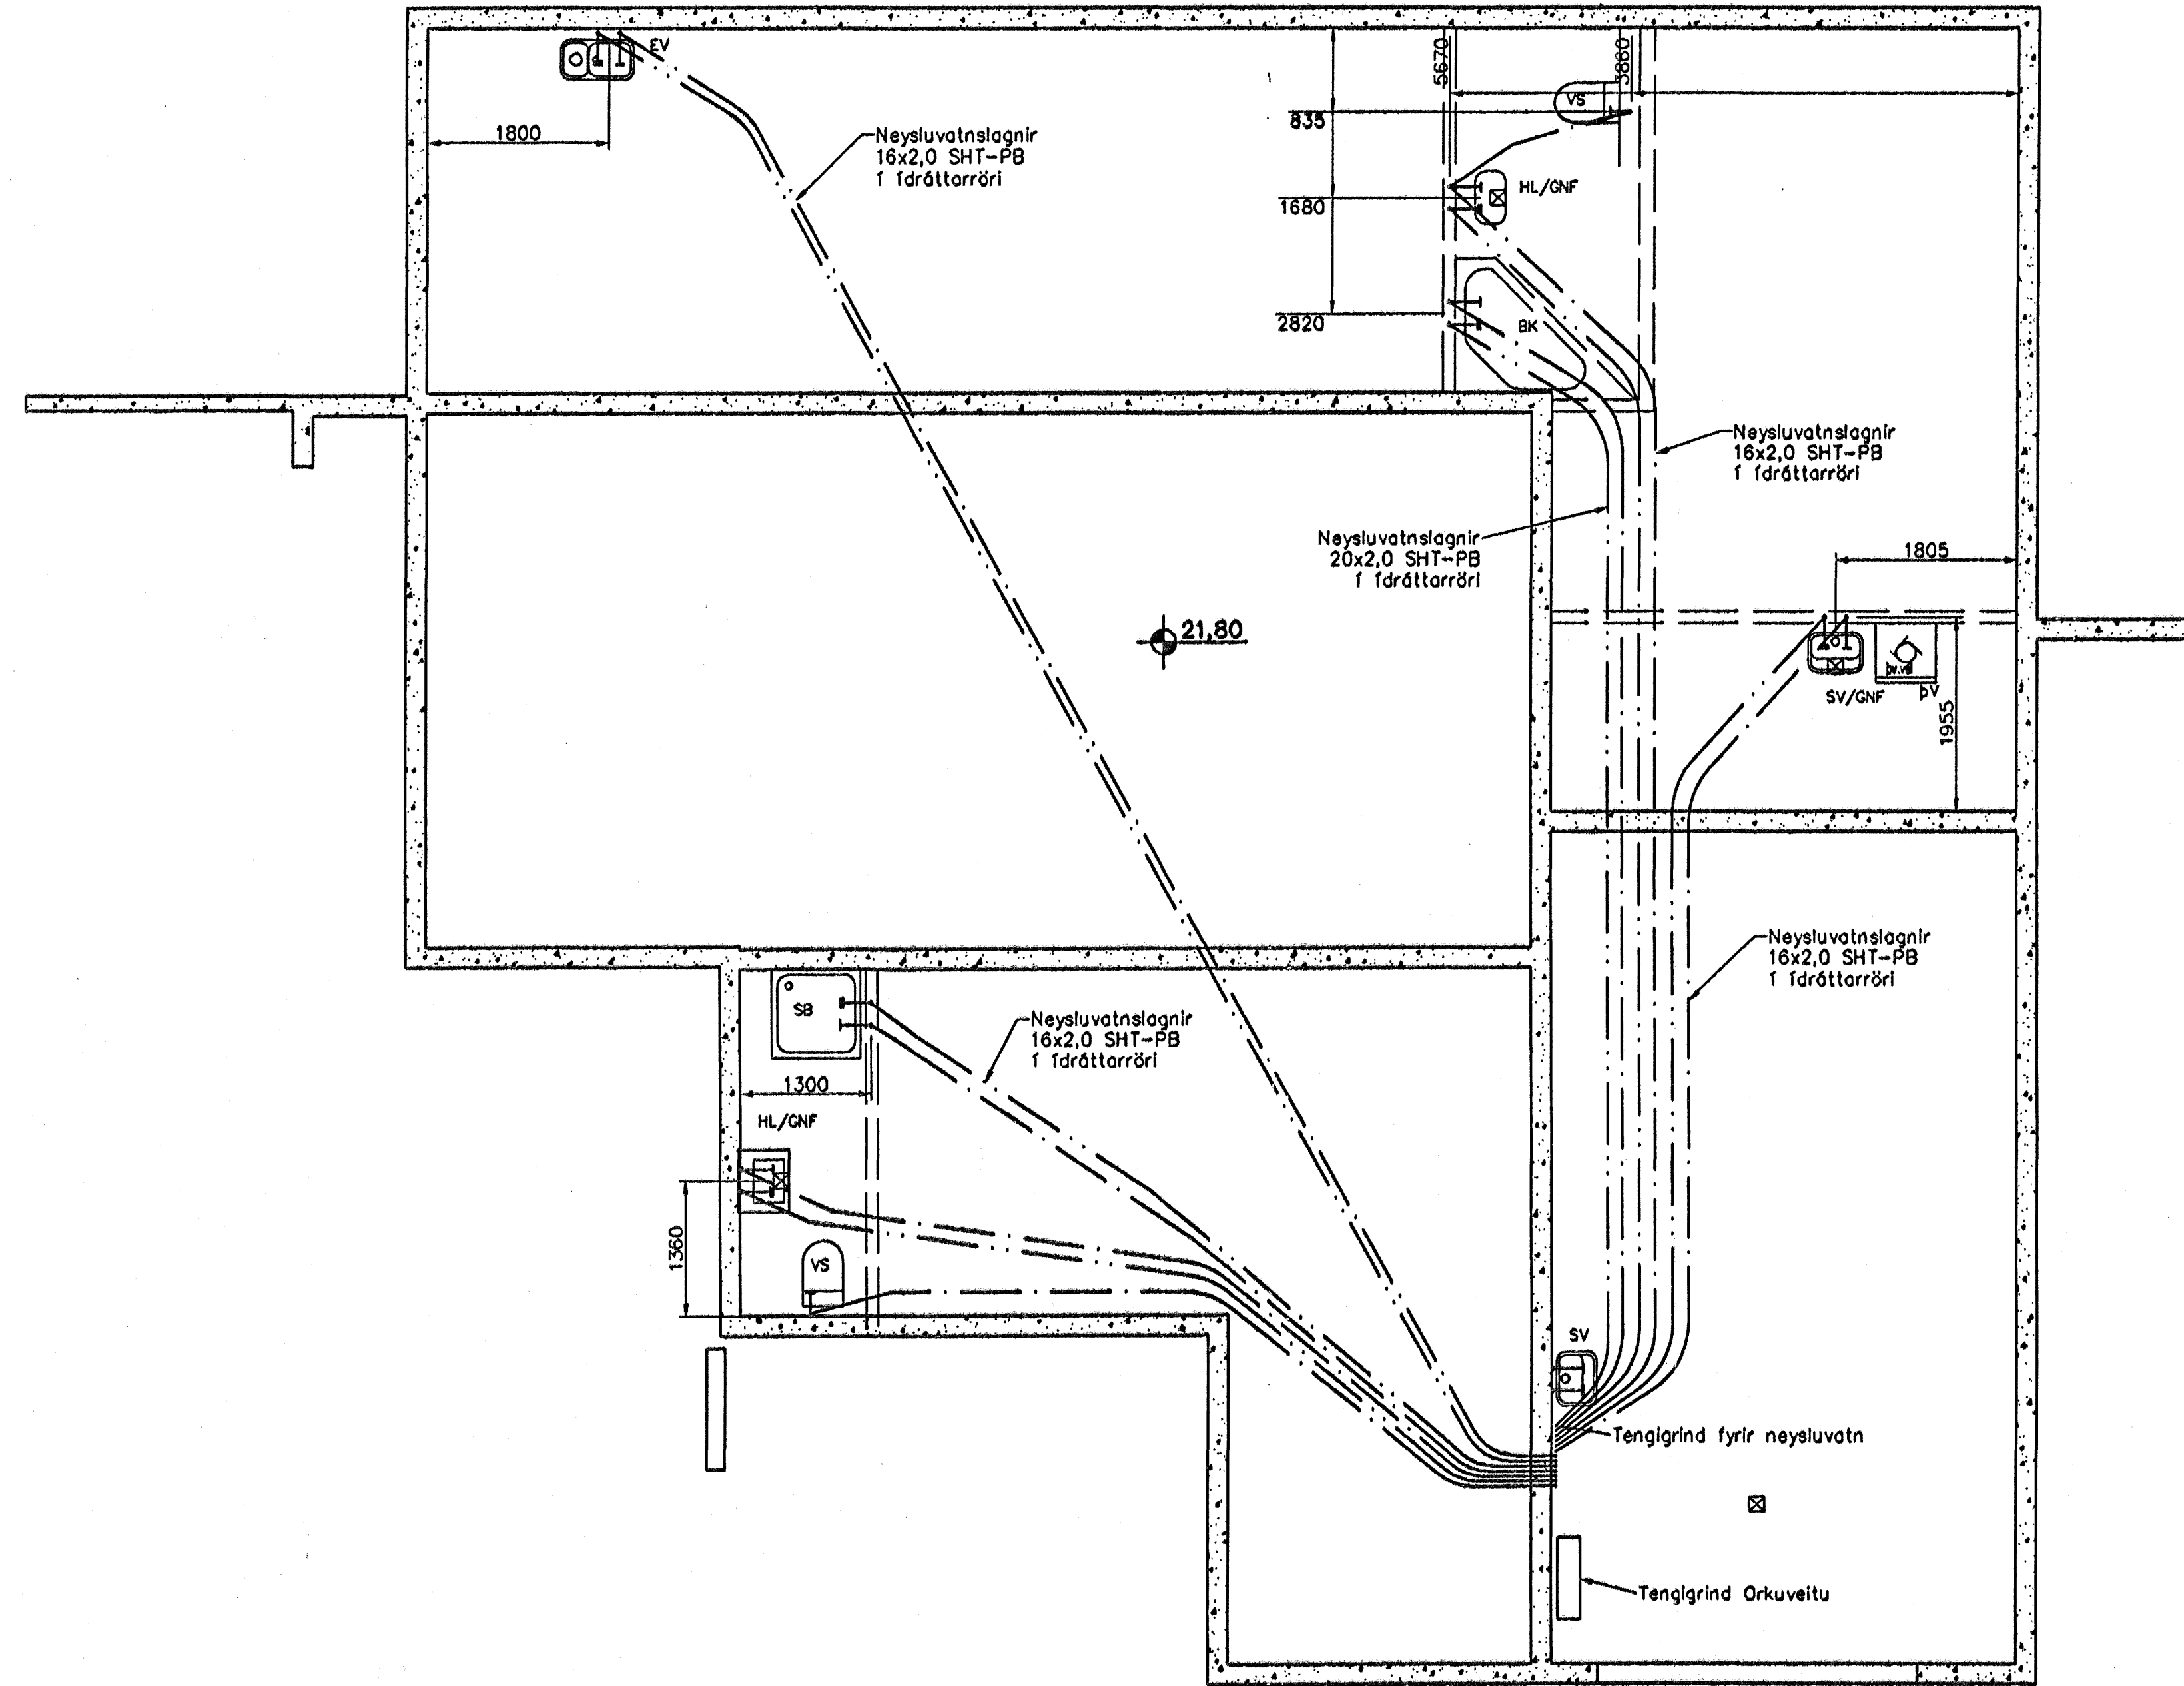 EV
1800
Neysluvatnslagnir
16x2,0 SHT-PB
í ídráttarröri
5670
3860
VS
835
HL/GNF
1680
BK
2820
Neysluvatnslagnir
16x2,0 SHT-PB
í ídráttarröri
Neysluvatnslagnir
20x2,0 SHT-PB
í ídráttarröri
1805
21,80
þv.vél
SV/GNF
ÞV
1955
Neysluvatnslagnir
16x2,0 SHT-PB
í ídráttarröri
SB
Neysluvatnslagnir
16x2,0 SHT-PB
í ídráttarröri
1300
HL/GNF
1360
VS
SV
Tengigrind fyrir neysluvatn
Tengigrind Orkuveitu